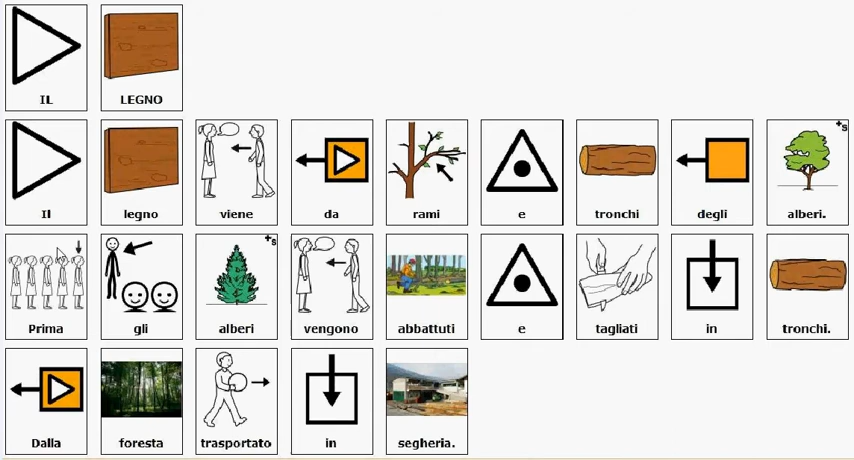 IL LEGNO
Il legno viene da rami e tronchi degli alberi.
Prima gli alberi vengono abbattuti e tagliati in tronchi.
Dalla foresta trasportato in segheria.